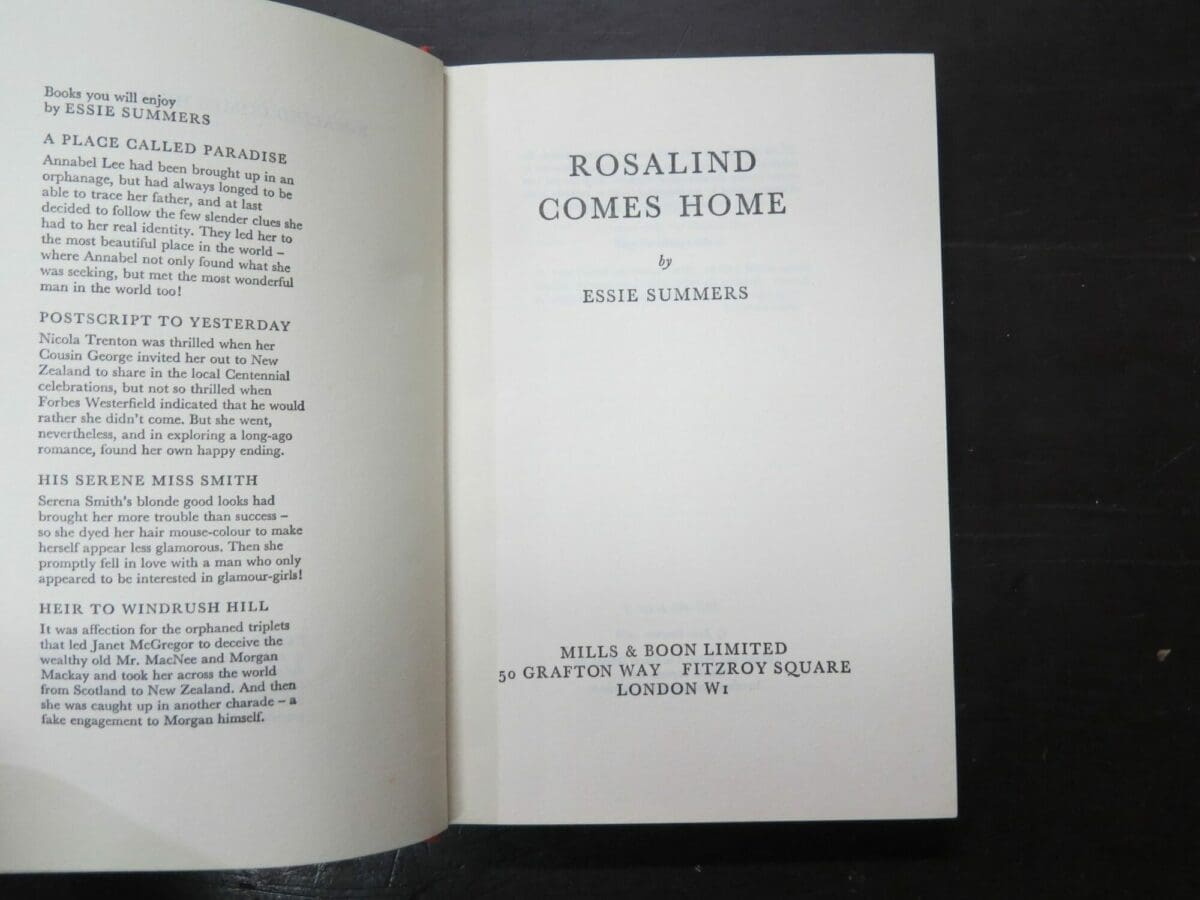 Books you will enjoy
by ESSIE SUMMERS
A PLACE CALLED PARADISE
Annabel Lee had been brought up in an
orphanage, but had always longed to be
able to trace her father, and at last
decided to follow the few slender clues she
had to her real identity. They led her to
the most beautiful place in the world –
where Annabel not only found what she
was seeking, but met the most wonderful
man in the world too!
POSTSCRIPT TO YESTERDAY
Nicola Trenton was thrilled when her
Cousin George invited her out to New
Zealand to share in the local Centennial
celebrations, but not so thrilled when
Forbes Westerfield indicated that he would
rather she didn't come. But she went,
nevertheless, and in exploring a long-ago
romance, found her own happy ending.
HIS SERENE MISS SMITH
Serena Smith's blonde good looks had
brought her more trouble than success –
so she dyed her hair mouse-colour to make
herself appear less glamorous. Then she
promptly fell in love with a man who only
appeared to be interested in glamour-girls!
HEIR TO WINDRUSH HILL
It was affection for the orphaned triplets
that led Janet McGregor to deceive the
wealthy old Mr. MacNee and Morgan
Mackay and took her across the world
from Scotland to New Zealand. And then
she was caught up in another charade – a
fake engagement to Morgan himself.
ROSALIND
COMES HOME
by
ESSIE SUMMERS
MILLS & BOON LIMITED
50 GRAFTON WAY FITZROY SQUARE
LONDON W1